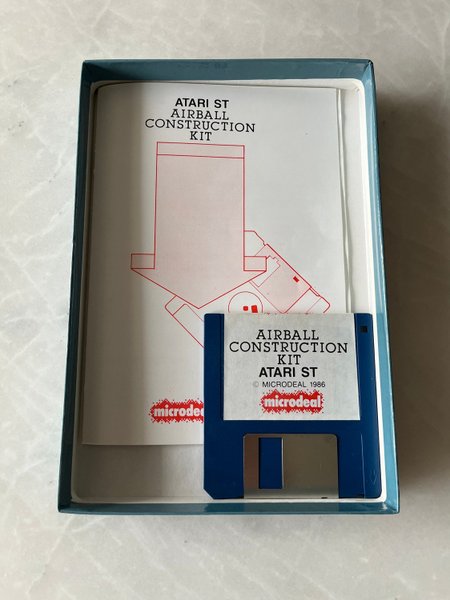 ATARI ST
AIRBALL
CONSTRUCTION
KIT
microdeal
AIRBALL
CONSTRUCTION
KIT
ATARI ST
© MICRODEAL 1986
microdeal